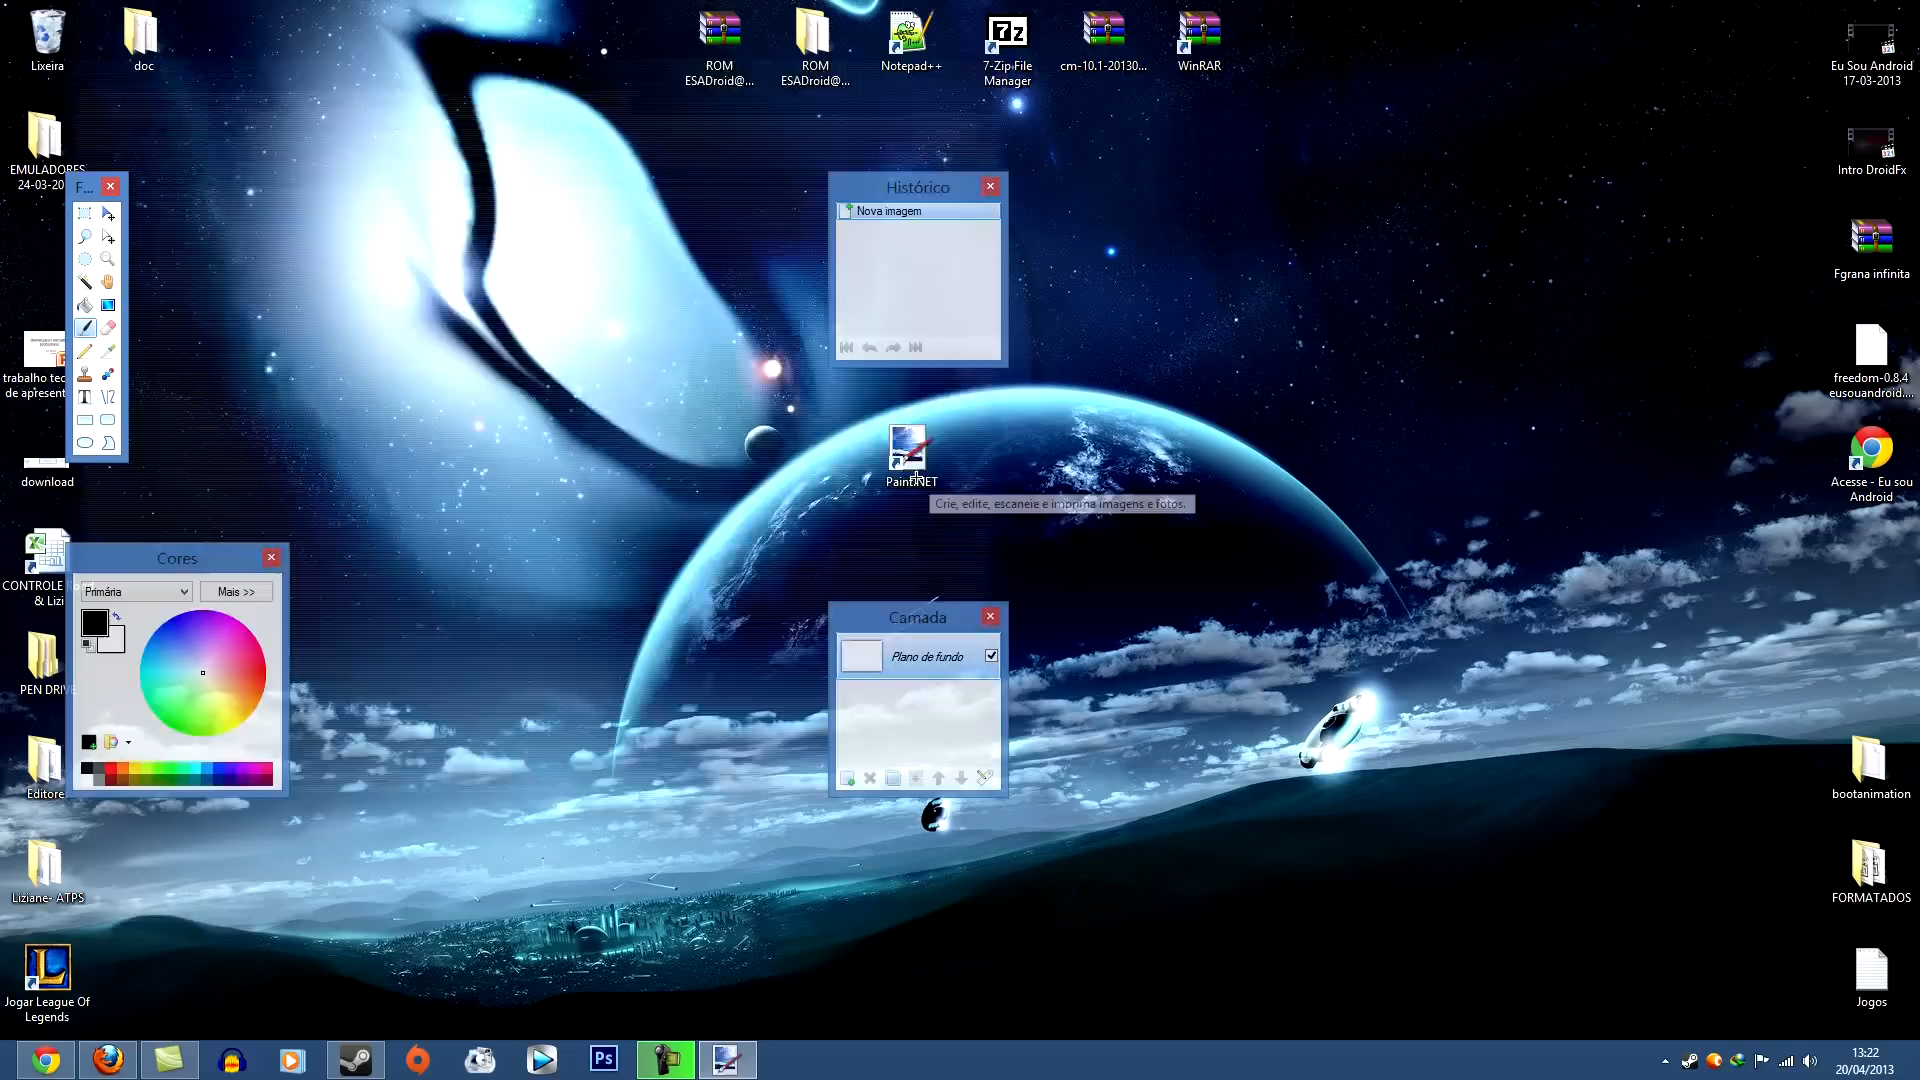 Lixeira
doc
ROM
ESADroid@...
ROM
ESADroid@...
Notepad++
7-Zip File
Manager
cm-10.1-20130...
WinRAR
Eu Sou Android
17-03-2013
EMULADORES
24-03-20
Intro DroidFx
F...
Histórico
Nova imagem
Fgrana infinita
trabalho tec
de apresent
freedom-0.8.4
eusouandroid....
download
Paint.NET
Crie, edite, escaneie e imprima imagens e fotos.
Acesse - Eu sou
Android
Cores
Primária
Mais >>
CONTROLE
& Lizi
Camada
Plano de fundo
PEN DRIVE
Editore
bootanimation
Liziane- ATPS
FORMATADOS
Jogar League Of
Legends
Jogos
Ps
13:22
20/04/2013